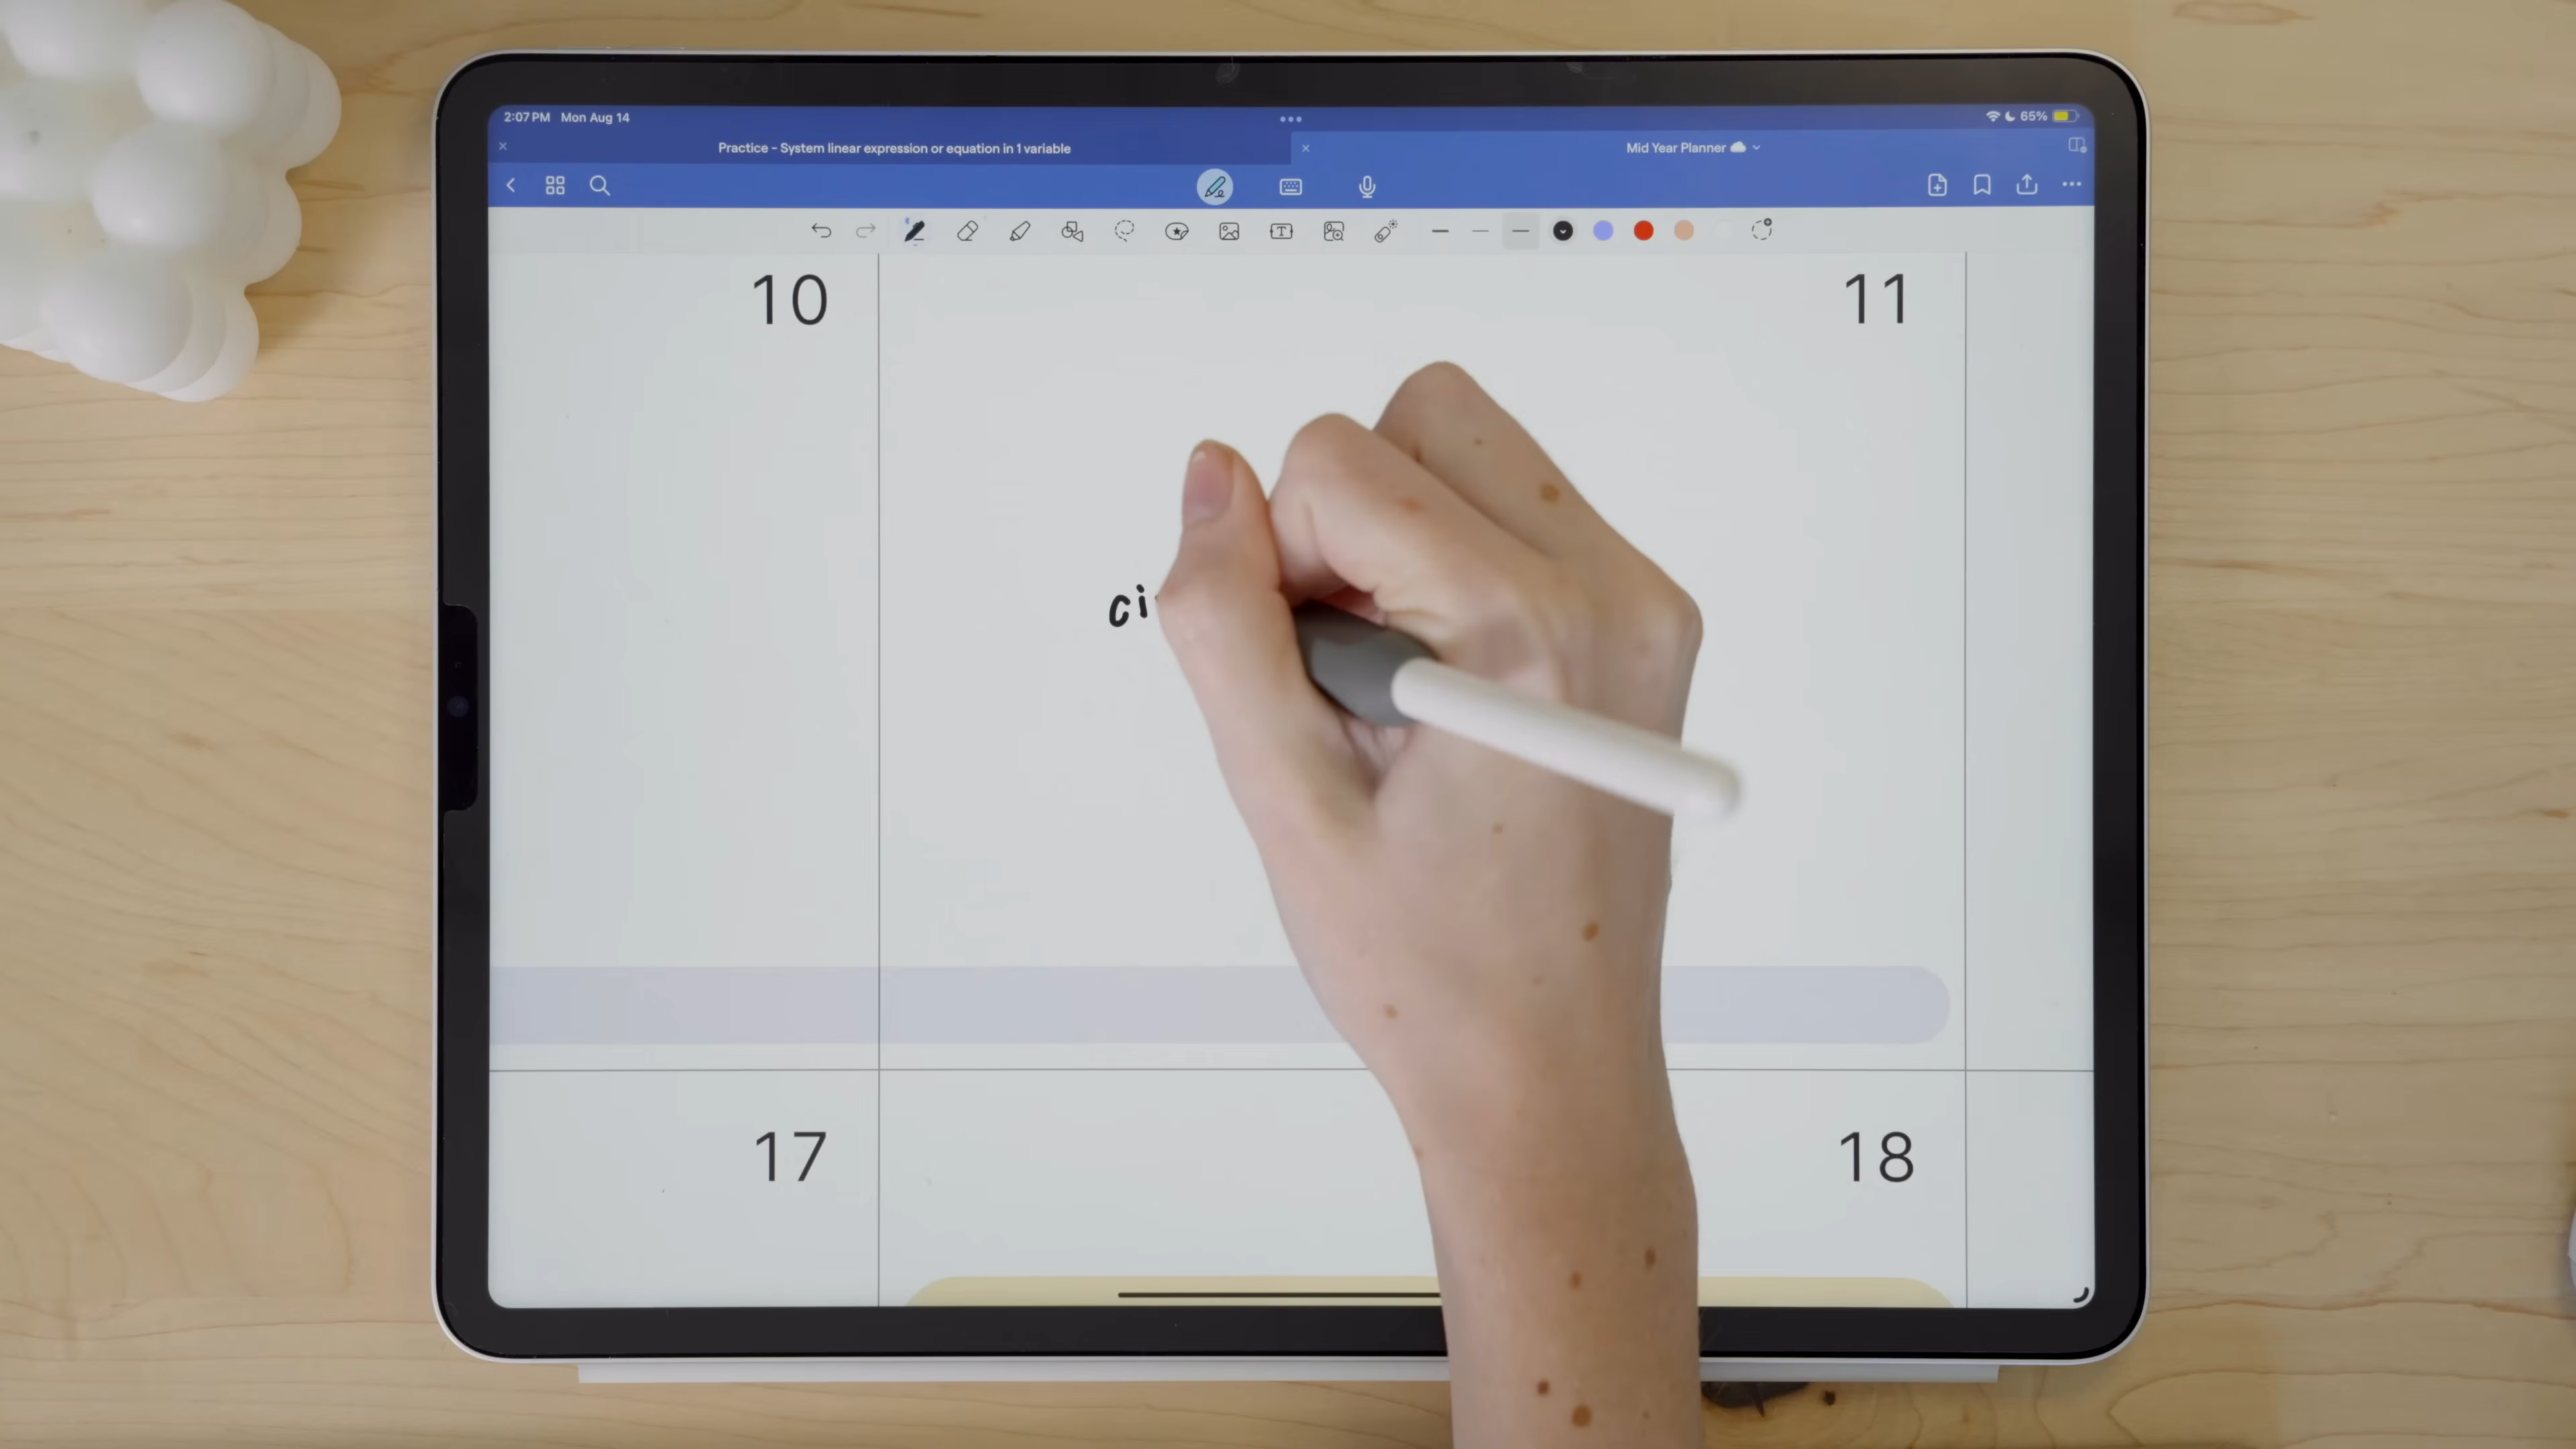 2:07 PM Mon Aug 14
65%
Practice - System linear expression or equation in 1 variable
Mid Year Planner
10
11
ci
17
18